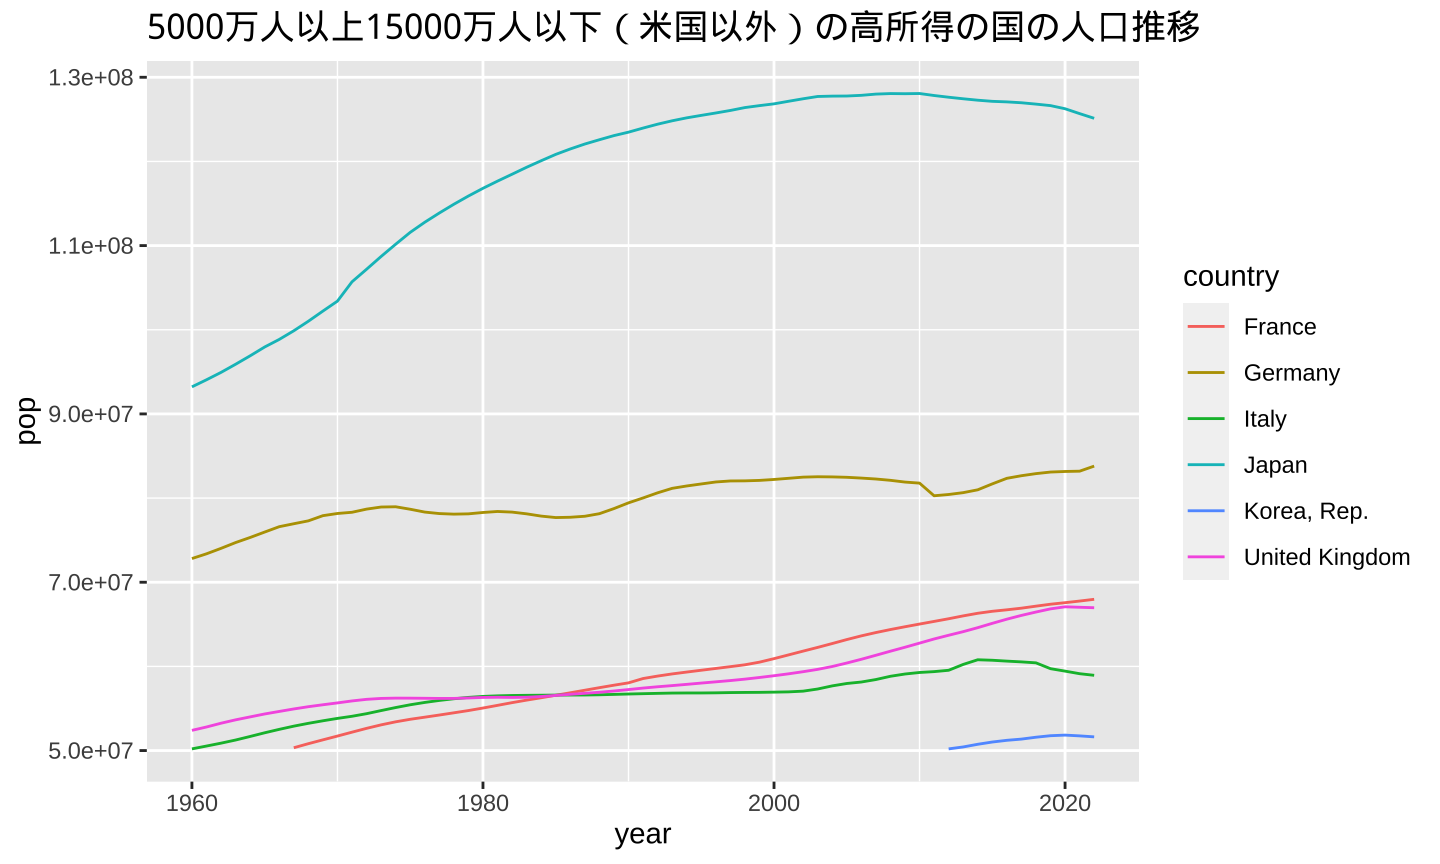 5000万人以上15000万人以下（米国以外）の高所得の国の人口推移
1.3e+08
1.1e+08
9.0e+07
7.0e+07
5.0e+07
pop
1960
1980
2000
2020
year
country
France
Germany
Italy
Japan
Korea, Rep.
United Kingdom